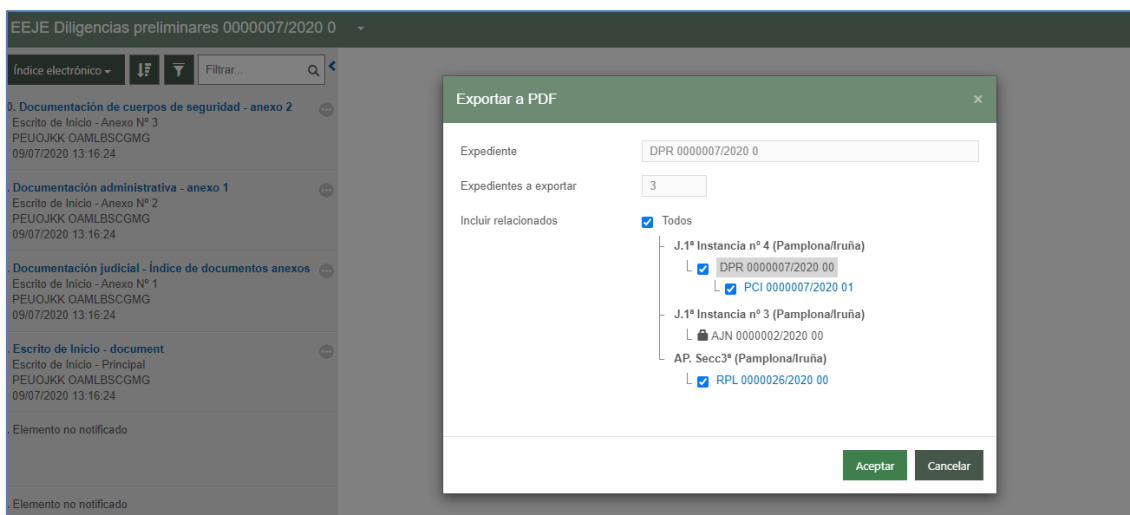 EEJE Diligencias preliminares 0000007/2020 0
Índice electrónico
Filtrar...
0. Documentación de cuerpos de seguridad - anexo 2
Escrito de Inicio - Anexo Nº 3
PEUOJKK OAMLBSCGMG
09/07/2020 13:16:24
. Documentación administrativa - anexo 1
Escrito de Inicio - Anexo Nº 2
PEUOJKK OAMLBSCGMG
09/07/2020 13:16:24
. Documentación judicial - Índice de documentos anexos
Escrito de Inicio - Anexo Nº 1
PEUOJKK OAMLBSCGMG
09/07/2020 13:16:24
. Escrito de Inicio - document
Escrito de Inicio - Principal
PEUOJKK OAMLBSCGMG
09/07/2020 13:16:24
. Elemento no notificado
. Elemento no notificado
Exportar a PDF
×
Expediente
DPR 0000007/2020 0
Expedientes a exportar
3
Incluir relacionados
Todos
J.1ª Instancia nº 4 (Pamplona/Iruña)
DPR 0000007/2020 00
PCI 0000007/2020 01
J.1ª Instancia nº 3 (Pamplona/Iruña)
AJN 0000002/2020 00
AP. Secc3ª (Pamplona/Iruña)
RPL 0000026/2020 00
Aceptar
Cancelar